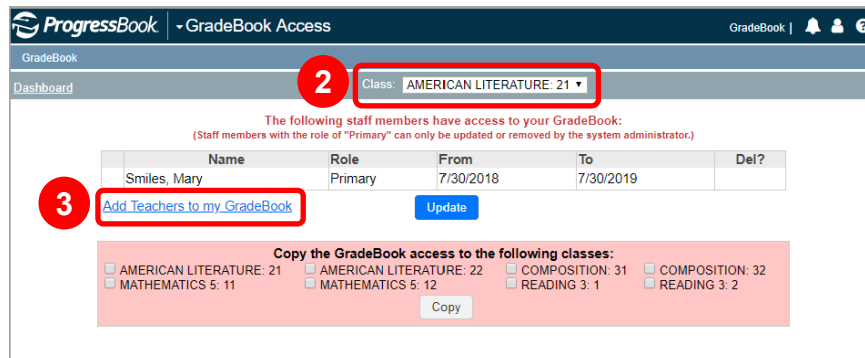 ProgressBook GradeBook Access GradeBook |
GradeBook
Dashboard 2 Class: AMERICAN LITERATURE: 21
The following staff members have access to your GradeBook:
(Staff members with the role of "Primary" can only be updated or removed by the system administrator.)
Name Role From To Del?
Smiles, Mary Primary 7/30/2018 7/30/2019
3 Add Teachers to my GradeBook Update
Copy the GradeBook access to the following classes:
AMERICAN LITERATURE: 21 AMERICAN LITERATURE: 22 COMPOSITION: 31 COMPOSITION: 32
MATHEMATICS 5: 11 MATHEMATICS 5: 12 READING 3: 1 READING 3: 2
Copy